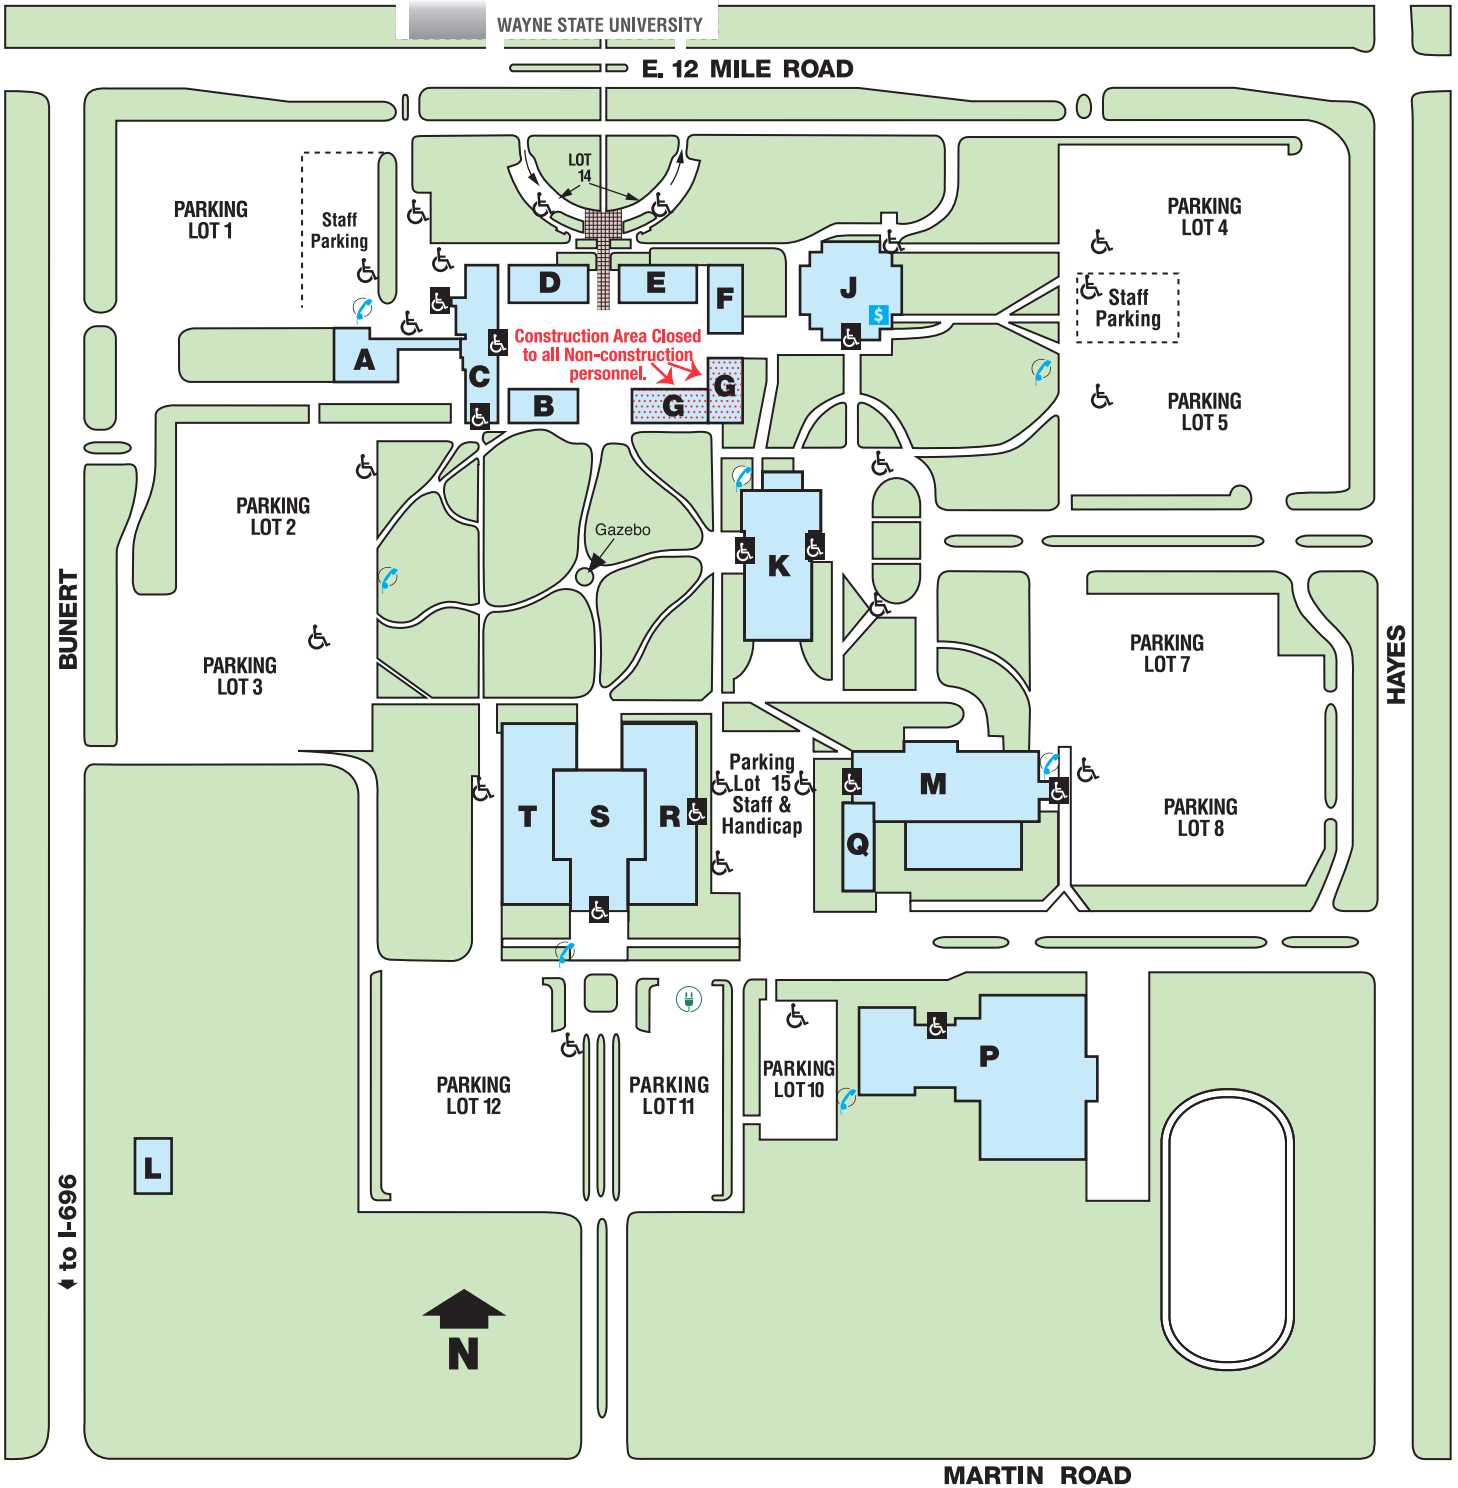 WAYNE STATE UNIVERSITY
E. 12 MILE ROAD
LOT
14
PARKING
LOT 1
Staff
Parking
PARKING
LOT 4
Staff
Parking
D
E
F
J
$
A
C
Construction Area Closed
to all Non-construction
personnel.
B
G
G
PARKING
LOT 5
PARKING
LOT 2
Gazebo
K
BUNERT
PARKING
LOT 3
PARKING
LOT 7
HAYES
Parking
Lot 15
Staff &
Handicap
T
S
R
M
Q
PARKING
LOT 8
PARKING
LOT 12
PARKING
LOT 11
PARKING
LOT 10
P
L
to I-696
N
MARTIN ROAD